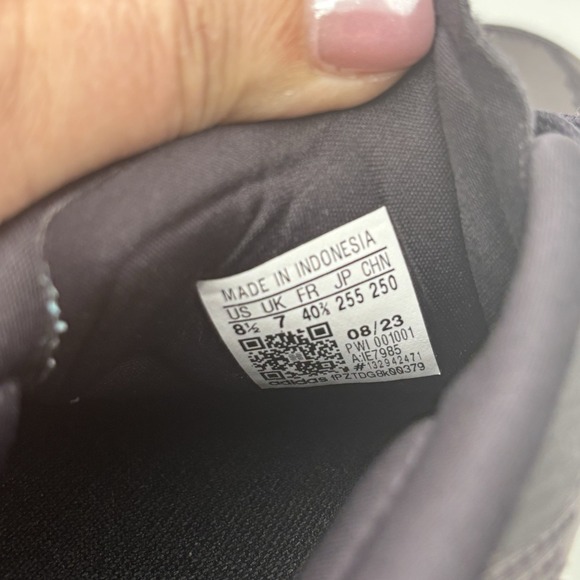 MADE IN INDONESIA
US UK FR JP CHN
8½ 7 40⅔ 255 250
08/23
PWI 001001
A:IE7985
#132942471
adidas fPZTDG8k00379